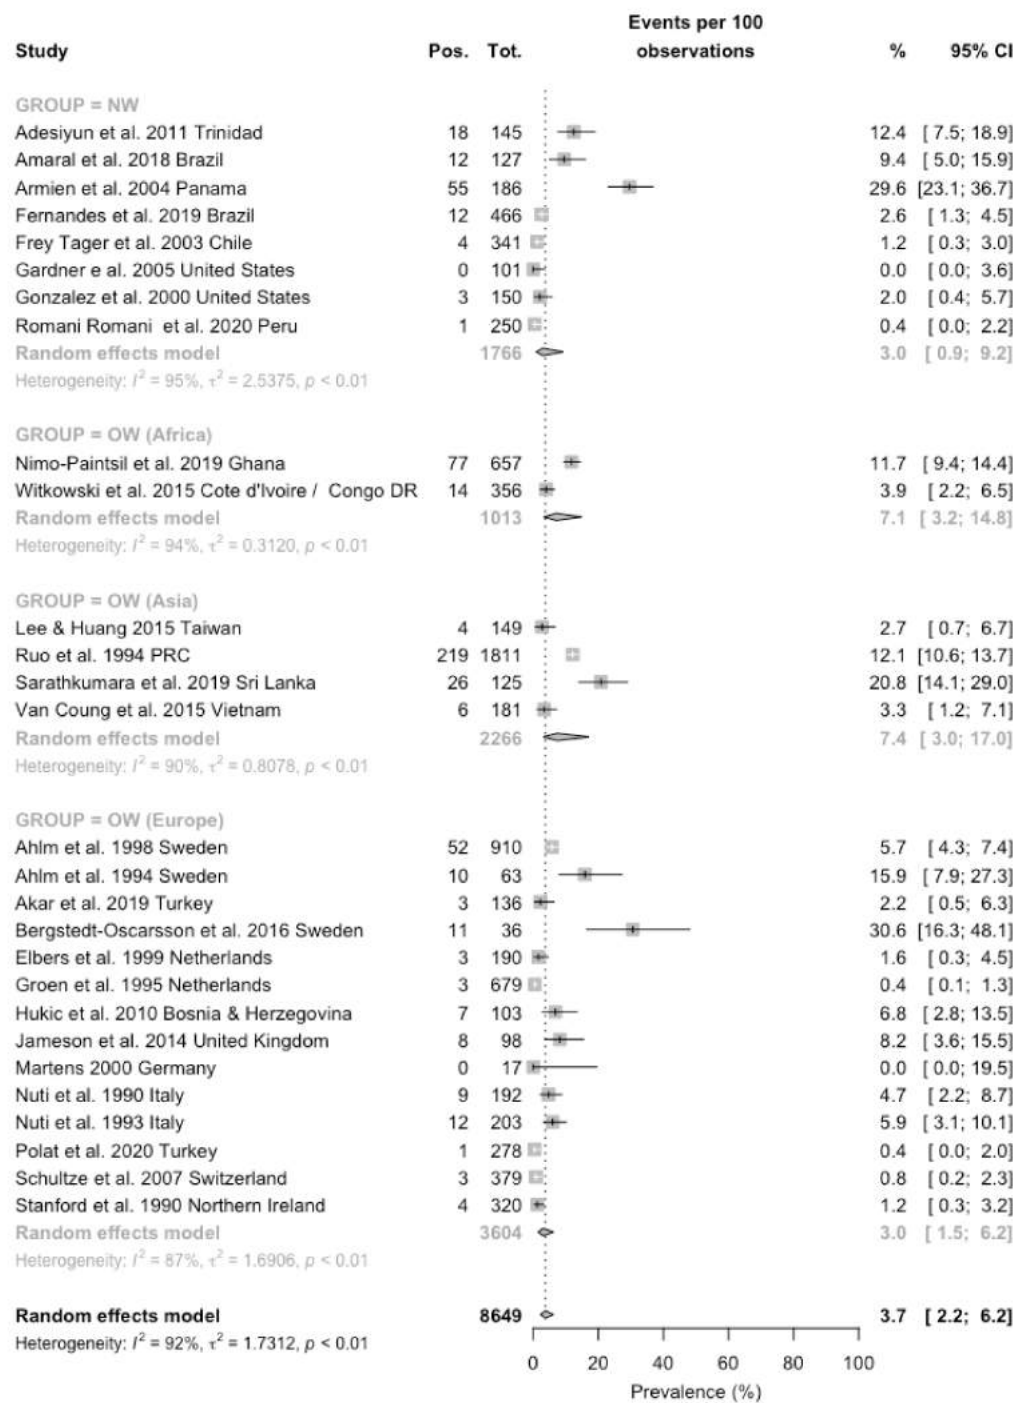 Events per 100
Study Pos. Tot. observations % 95% CI
GROUP = NW
Adesiyun et al. 2011 Trinidad 18 145 12.4 [ 7.5; 18.9]
Amaral et al. 2018 Brazil 12 127 9.4 [ 5.0; 15.9]
Armien et al. 2004 Panama 55 186 29.6 [23.1; 36.7]
Fernandes et al. 2019 Brazil 12 466 2.6 [ 1.3; 4.5]
Frey Tager et al. 2003 Chile 4 341 1.2 [ 0.3; 3.0]
Gardner e al. 2005 United States 0 101 0.0 [ 0.0; 3.6]
Gonzalez et al. 2000 United States 3 150 2.0 [ 0.4; 5.7]
Romani Romani et al. 2020 Peru 1 250 0.4 [ 0.0; 2.2]
Random effects model 1766 3.0 [ 0.9; 9.2]
Heterogeneity: I² = 95%, τ² = 2.5375, p < 0.01
GROUP = OW (Africa)
Nimo-Paintsil et al. 2019 Ghana 77 657 11.7 [ 9.4; 14.4]
Witkowski et al. 2015 Cote d'Ivoire / Congo DR 14 356 3.9 [ 2.2; 6.5]
Random effects model 1013 7.1 [ 3.2; 14.8]
Heterogeneity: I² = 94%, τ² = 0.3120, p < 0.01
GROUP = OW (Asia)
Lee & Huang 2015 Taiwan 4 149 2.7 [ 0.7; 6.7]
Ruo et al. 1994 PRC 219 1811 12.1 [10.6; 13.7]
Sarathkumara et al. 2019 Sri Lanka 26 125 20.8 [14.1; 29.0]
Van Coung et al. 2015 Vietnam 6 181 3.3 [ 1.2; 7.1]
Random effects model 2266 7.4 [ 3.0; 17.0]
Heterogeneity: I² = 90%, τ² = 0.8078, p < 0.01
GROUP = OW (Europe)
Ahlm et al. 1998 Sweden 52 910 5.7 [ 4.3; 7.4]
Ahlm et al. 1994 Sweden 10 63 15.9 [ 7.9; 27.3]
Akar et al. 2019 Turkey 3 136 2.2 [ 0.5; 6.3]
Bergstedt-Oscarsson et al. 2016 Sweden 11 36 30.6 [16.3; 48.1]
Elbers et al. 1999 Netherlands 3 190 1.6 [ 0.3; 4.5]
Groen et al. 1995 Netherlands 3 679 0.4 [ 0.1; 1.3]
Hukic et al. 2010 Bosnia & Herzegovina 7 103 6.8 [ 2.8; 13.5]
Jameson et al. 2014 United Kingdom 8 98 8.2 [ 3.6; 15.5]
Martens 2000 Germany 0 17 0.0 [ 0.0; 19.5]
Nuti et al. 1990 Italy 9 192 4.7 [ 2.2; 8.7]
Nuti et al. 1993 Italy 12 203 5.9 [ 3.1; 10.1]
Polat et al. 2020 Turkey 1 278 0.4 [ 0.0; 2.0]
Schultze et al. 2007 Switzerland 3 379 0.8 [ 0.2; 2.3]
Stanford et al. 1990 Northern Ireland 4 320 1.2 [ 0.3; 3.2]
Random effects model 3604 3.0 [ 1.5; 6.2]
Heterogeneity: I² = 87%, τ² = 1.6906, p < 0.01
Random effects model 8649 3.7 [ 2.2; 6.2]
Heterogeneity: I² = 92%, τ² = 1.7312, p < 0.01
0 20 40 60 80 100
Prevalence (%)